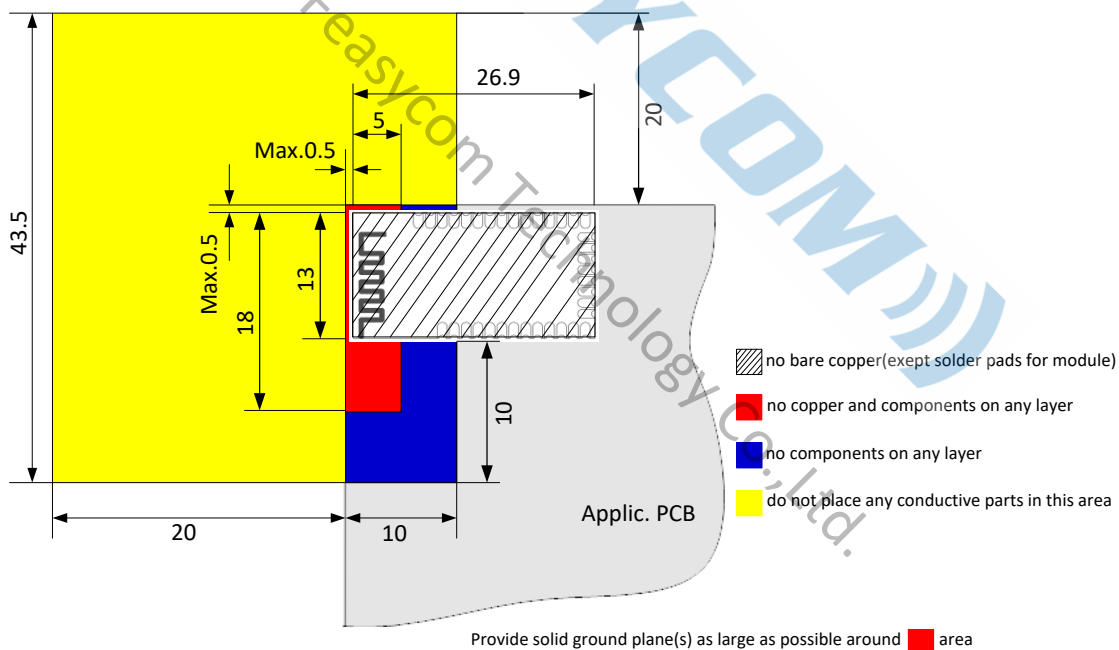 26.9
20
5
Max.0.5
43.5
Max.0.5
13
18
10
20
10
Applic. PCB
no bare copper(exept solder pads for module)
no copper and components on any layer
no components on any layer
do not place any conductive parts in this area
Provide solid ground plane(s) as large as possible around area
easycom Technology Co., Ltd.
YCOM